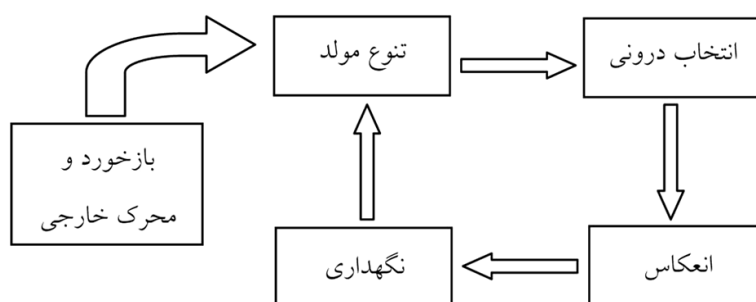 تنوع مولد
انتخاب درونی
بازخورد و
محرک خارجی
نگهداری
انعکاس